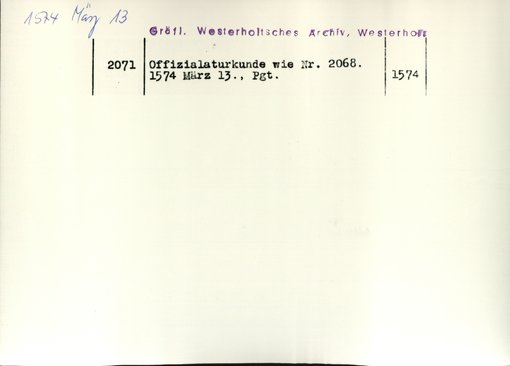 1574 März 13
Gräfl. Westerholtsches Archiv, Westerholt
2071 Offizialaturkunde wie Nr. 2068.
1574 März 13., Pgt. 1574